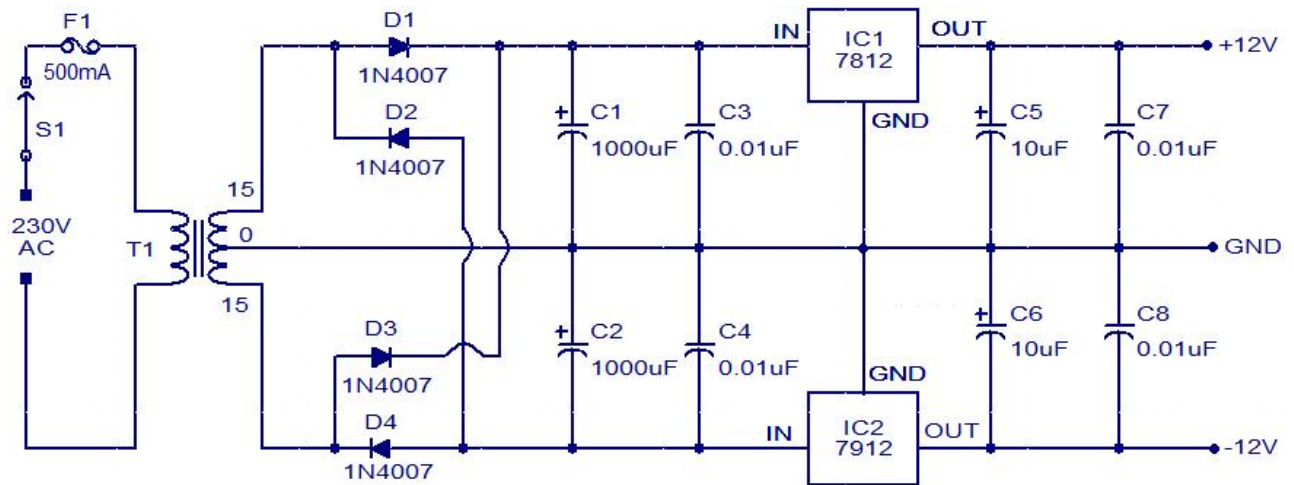 F1
500mA
S1
230V
AC
T1
15
0
15
D1
1N4007
D2
1N4007
D3
1N4007
D4
1N4007
+
C1
1000uF
C3
0.01uF
+
C2
1000uF
C4
0.01uF
IN
IC1
7812
OUT
GND
GND
IN
IC2
7912
OUT
+
C5
10uF
C7
0.01uF
+
C6
10uF
C8
0.01uF
+12V
GND
-12V